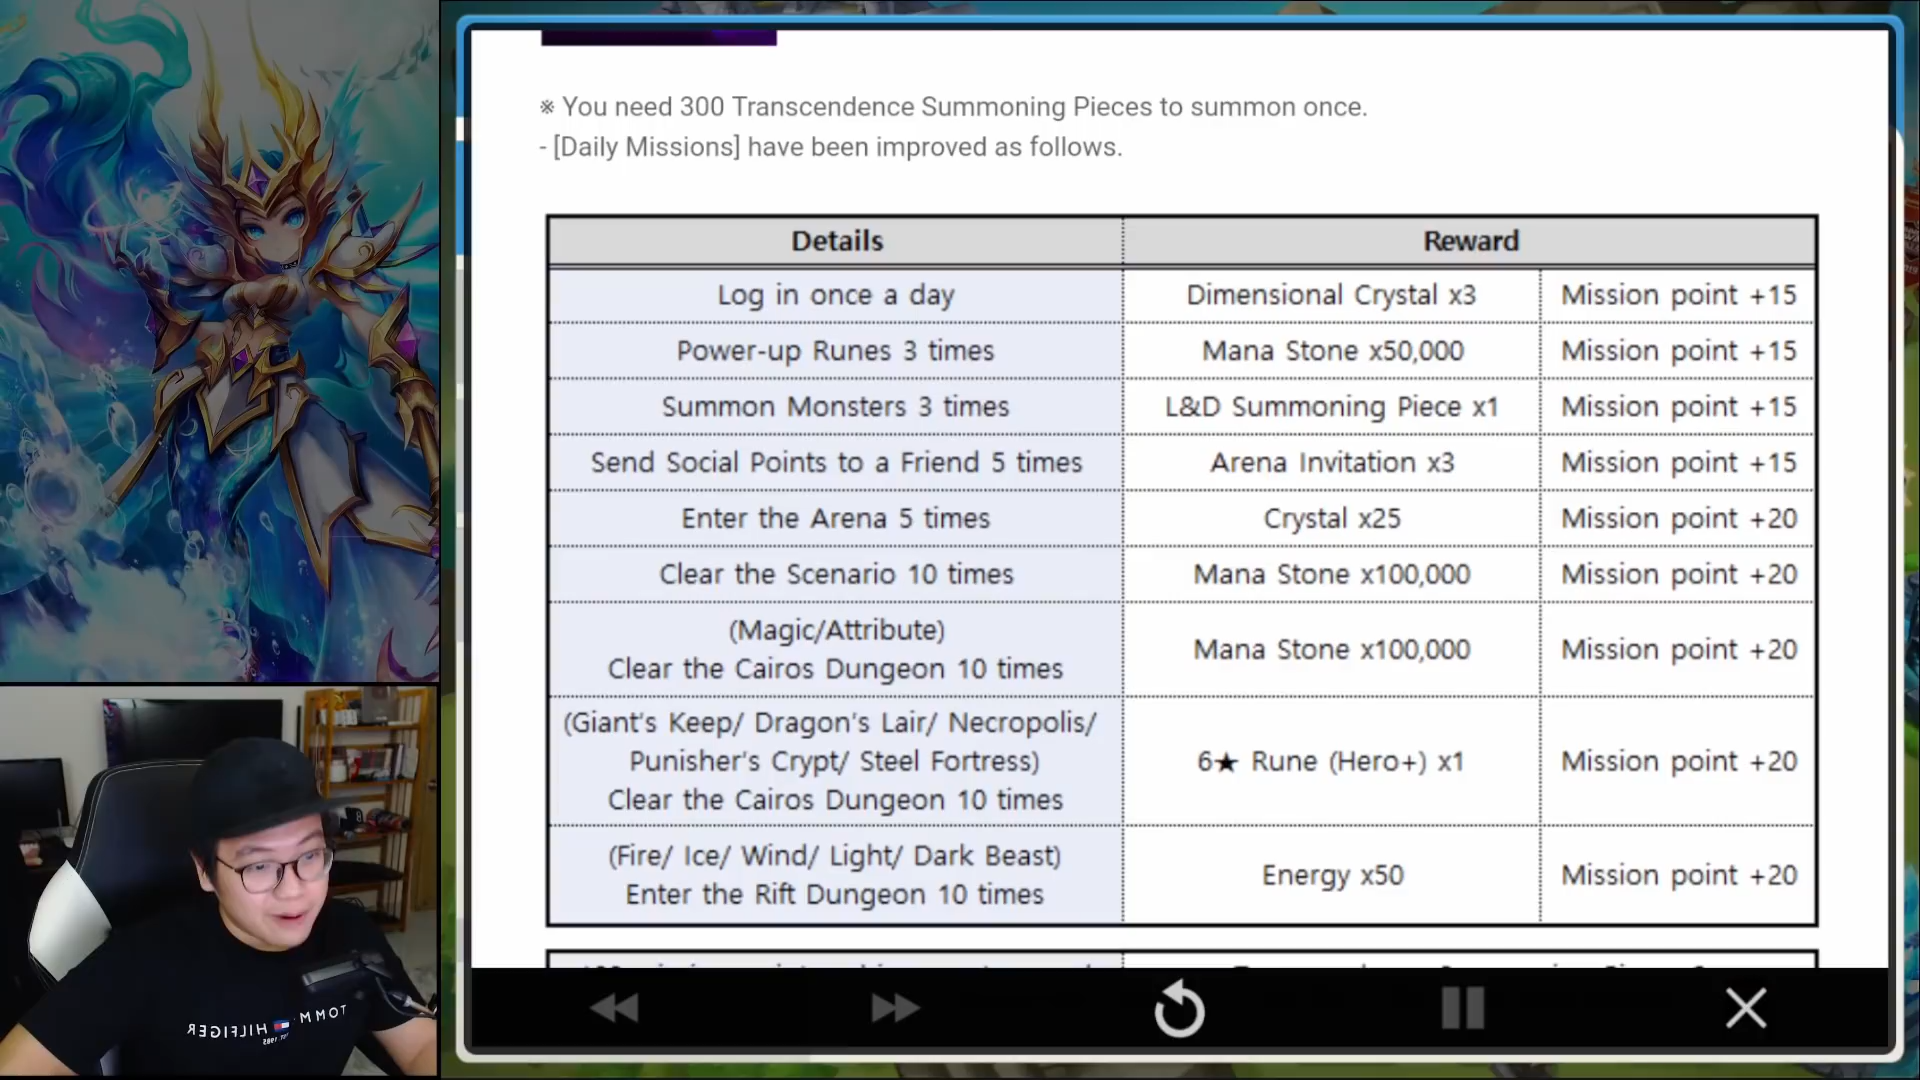 ※ You need 300 Transcendence Summoning Pieces to summon once.
- [Daily Missions] have been improved as follows.
Details Reward
Log in once a day Dimensional Crystal x3 Mission point +15
Power-up Runes 3 times Mana Stone x50,000 Mission point +15
Summon Monsters 3 times L&D Summoning Piece x1 Mission point +15
Send Social Points to a Friend 5 times Arena Invitation x3 Mission point +15
Enter the Arena 5 times Crystal x25 Mission point +20
Clear the Scenario 10 times Mana Stone x100,000 Mission point +20
(Magic/Attribute)
Clear the Cairos Dungeon 10 times Mana Stone x100,000 Mission point +20
(Giant's Keep/ Dragon's Lair/ Necropolis/
Punisher's Crypt/ Steel Fortress)
Clear the Cairos Dungeon 10 times 6★ Rune (Hero+) x1 Mission point +20
(Fire/ Ice/ Wind/ Light/ Dark Beast)
Enter the Rift Dungeon 10 times Energy x50 Mission point +20
TOMM HILFIGER